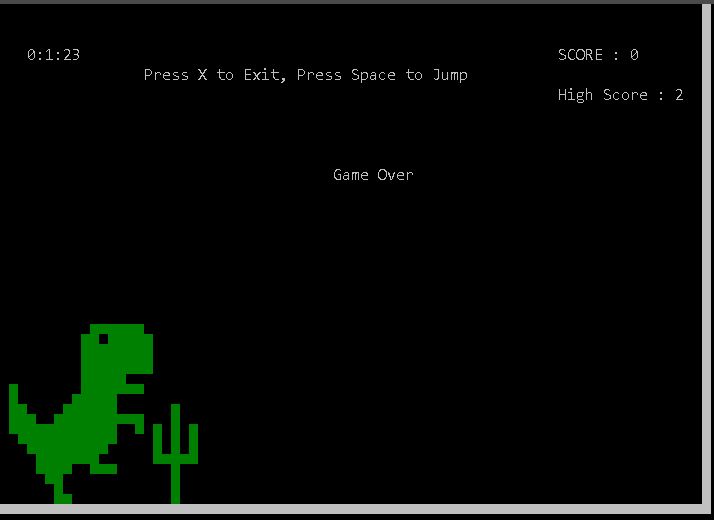 0:1:23
SCORE : 0
Press X to Exit, Press Space to Jump
High Score : 2
Game Over